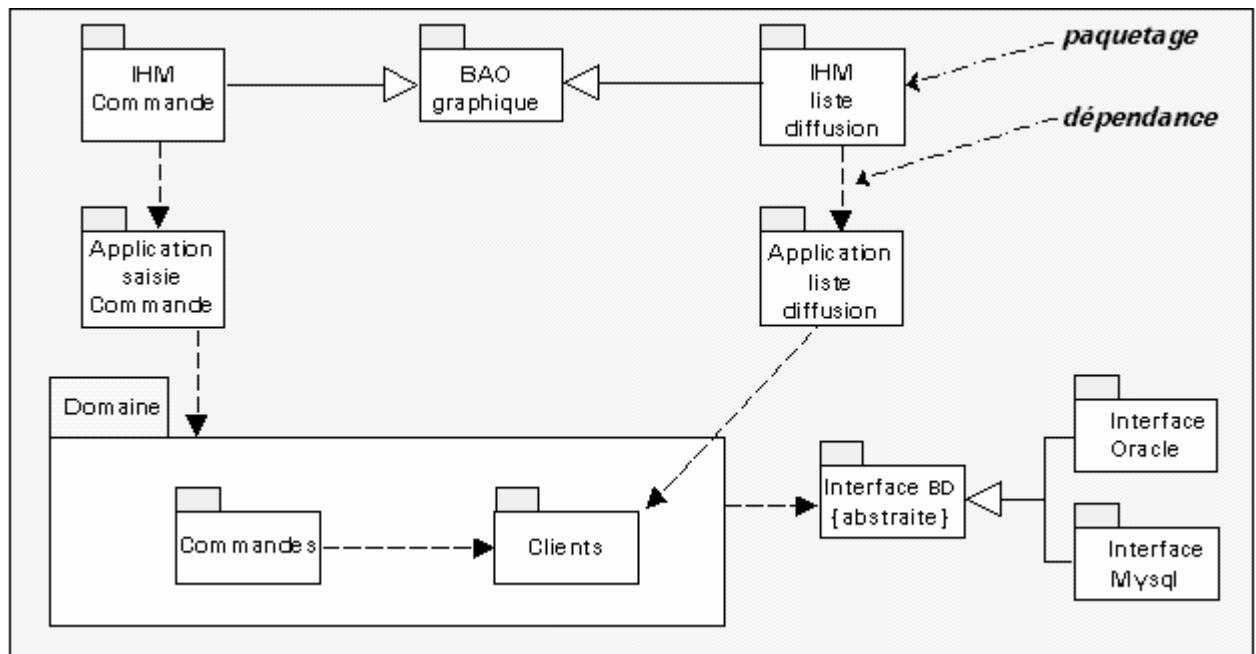 IHM
Commande
BAO
graphique
IHM
liste
diffusion
paquetage
dépendance
Application
saisie
Commande
Application
liste
diffusion
Domaine
Commandes
Clients
Interface BD
{abstraite}
Interface
Oracle
Interface
Mysql